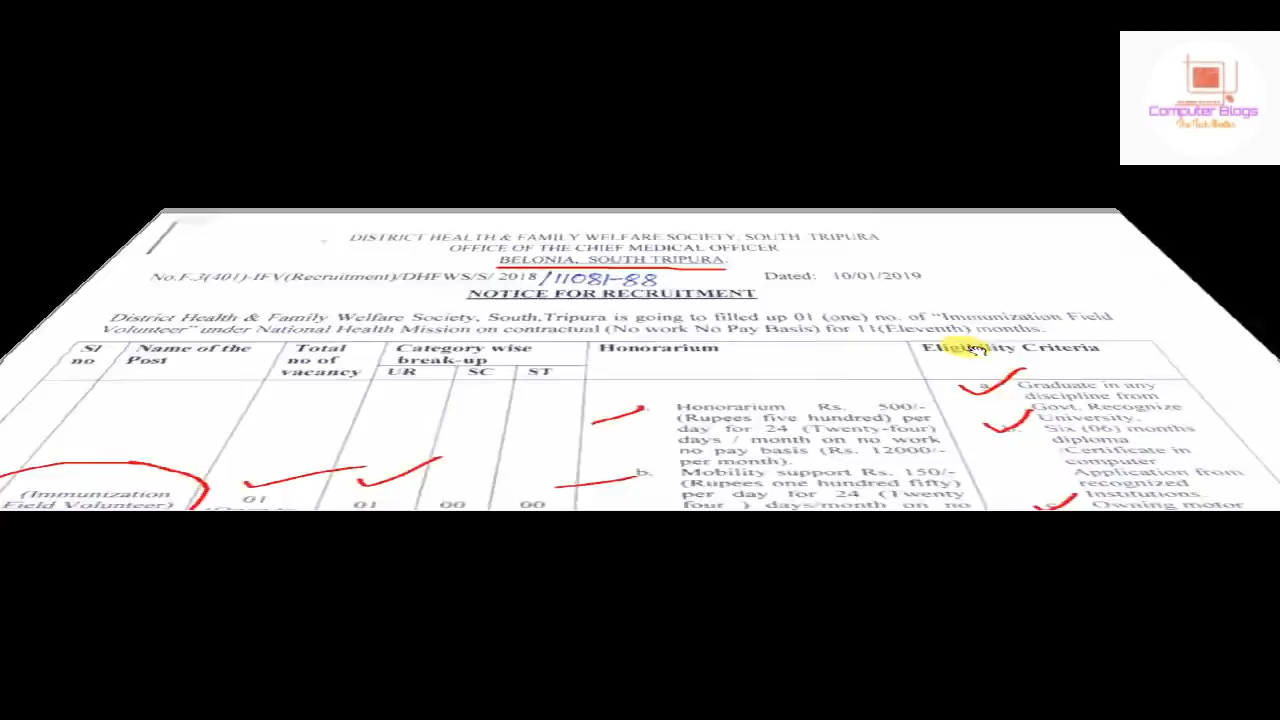 Computer Blogs
DISTRICT HEALTH & FAMILY WELFARE SOCIETY, SOUTH TRIPURA
OFFICE OF THE CHIEF MEDICAL OFFICER
BELONIA, SOUTH TRIPURA.
No.F.3(401)-IFV(Recruitment)/DHFWS/S/ 2018/11081-88 Dated: 10/01/2019
NOTICE FOR RECRUITMENT
District Health & Family Welfare Society, South,Tripura is going to filled up 01 (one) no. of "Immunization Field
Volunteer" under National Health Mission on contractual (No work No Pay Basis) for 11(Eleventh) months.
Sl no
Name of the Post
Total no of vacancy
Category wise break-up
UR SC ST
Honorarium
Eligibility Criteria
(Immunization
Field Volunteer)
01
01 00 00
Honorarium Rs. 500/-
(Rupees five hundred) per
day for 24 (Twenty-four)
days / month on no work
no pay basis (Rs. 12000/-
per month).
b. Mobility support Rs. 150/-
(Rupees one hundred fifty)
per day for 24 (Twenty
four ) days/month on no
a. Graduate in any
discipline from
Govt. Recognize
University.
Six (06) months
diploma
/Certificate in
computer
Application from
recognized
Institutions.
Owning motor